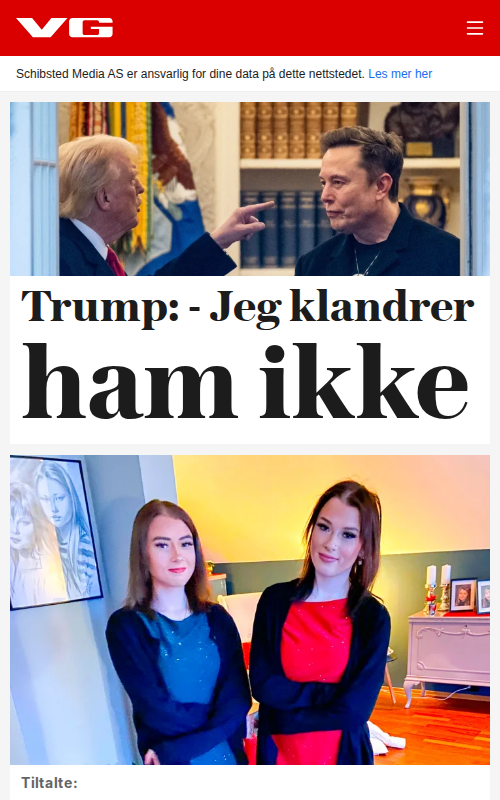 VG
Schibsted Media AS er ansvarlig for dine data på dette nettstedet. Les mer her
Trump: - Jeg klandrer
ham ikke
Tiltalte: